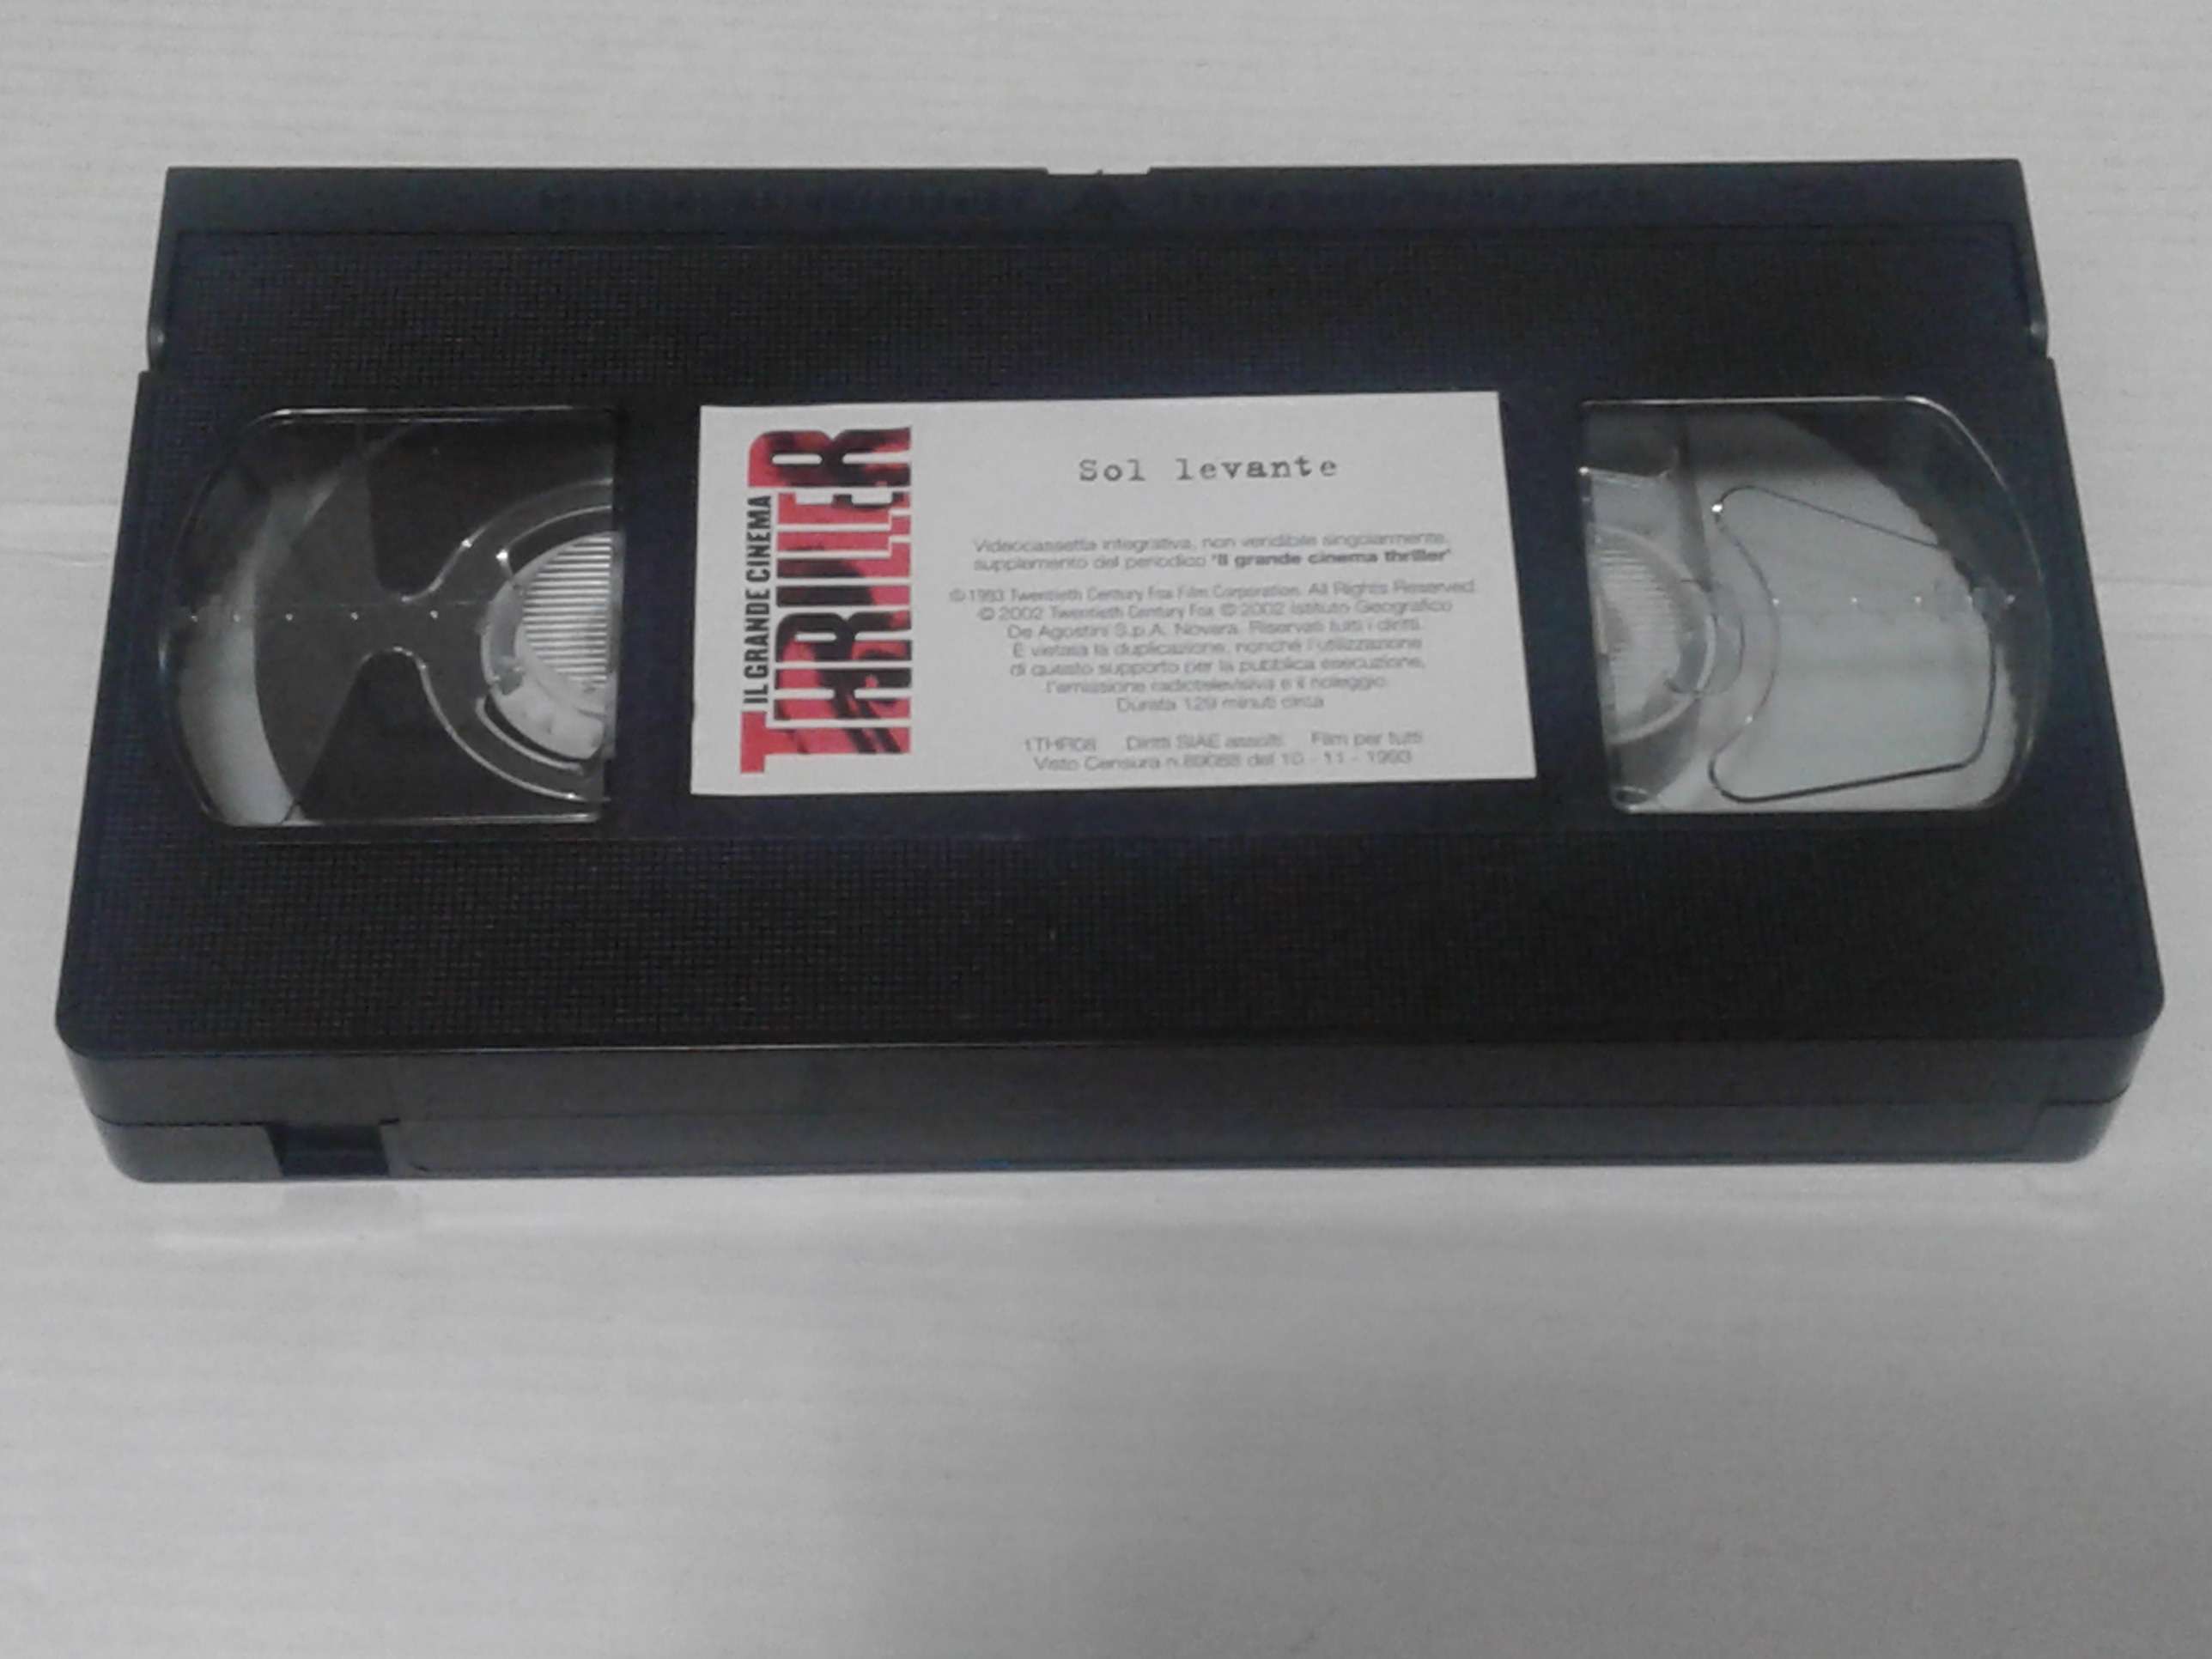 IL GRANDE CINEMA
THRILLER
Sol levante
Videocassetta integrativa, non vendibile singolarmente,
supplemento del periodico 'Il grande cinema thriller'
© 1993 Twentieth Century Fox Film Corporation. All Rights Reserved.
© 2002 Twentieth Century Fox © 2002 Istituto Geografico
De Agostini S.p.A. Novara. Riservati tutti i diritti.
È vietata la duplicazione, nonché l'utilizzazione
di questo supporto per la pubblica esecuzione,
l'emissione radiotelevisiva e il noleggio.
Durata 129 minuti circa
1THR08 Diritti SIAE assolti Film per tutti
Visto Censura n. del 10 - 11 - 1993